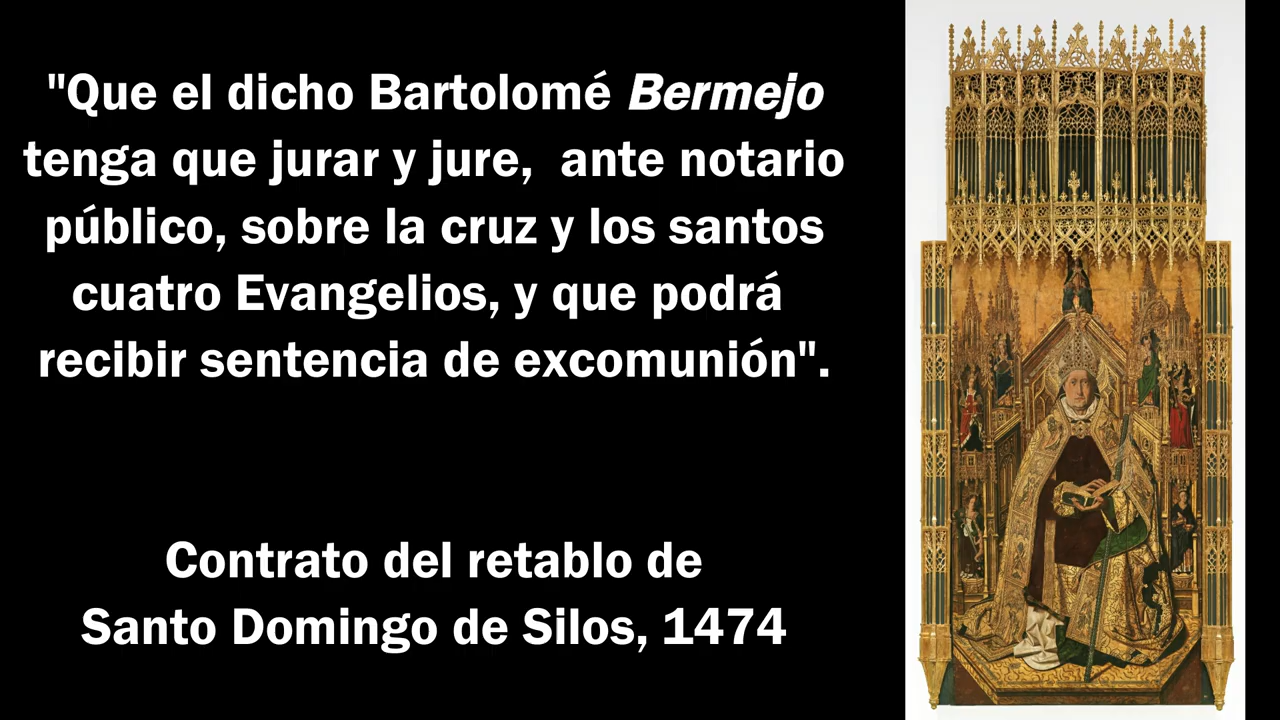 "Que el dicho Bartolomé Bermejo
tenga que jurar y jure,  ante notario
público, sobre la cruz y los santos
cuatro Evangelios, y que podrá
recibir sentencia de excomunión".
Contrato del retablo de
Santo Domingo de Silos, 1474